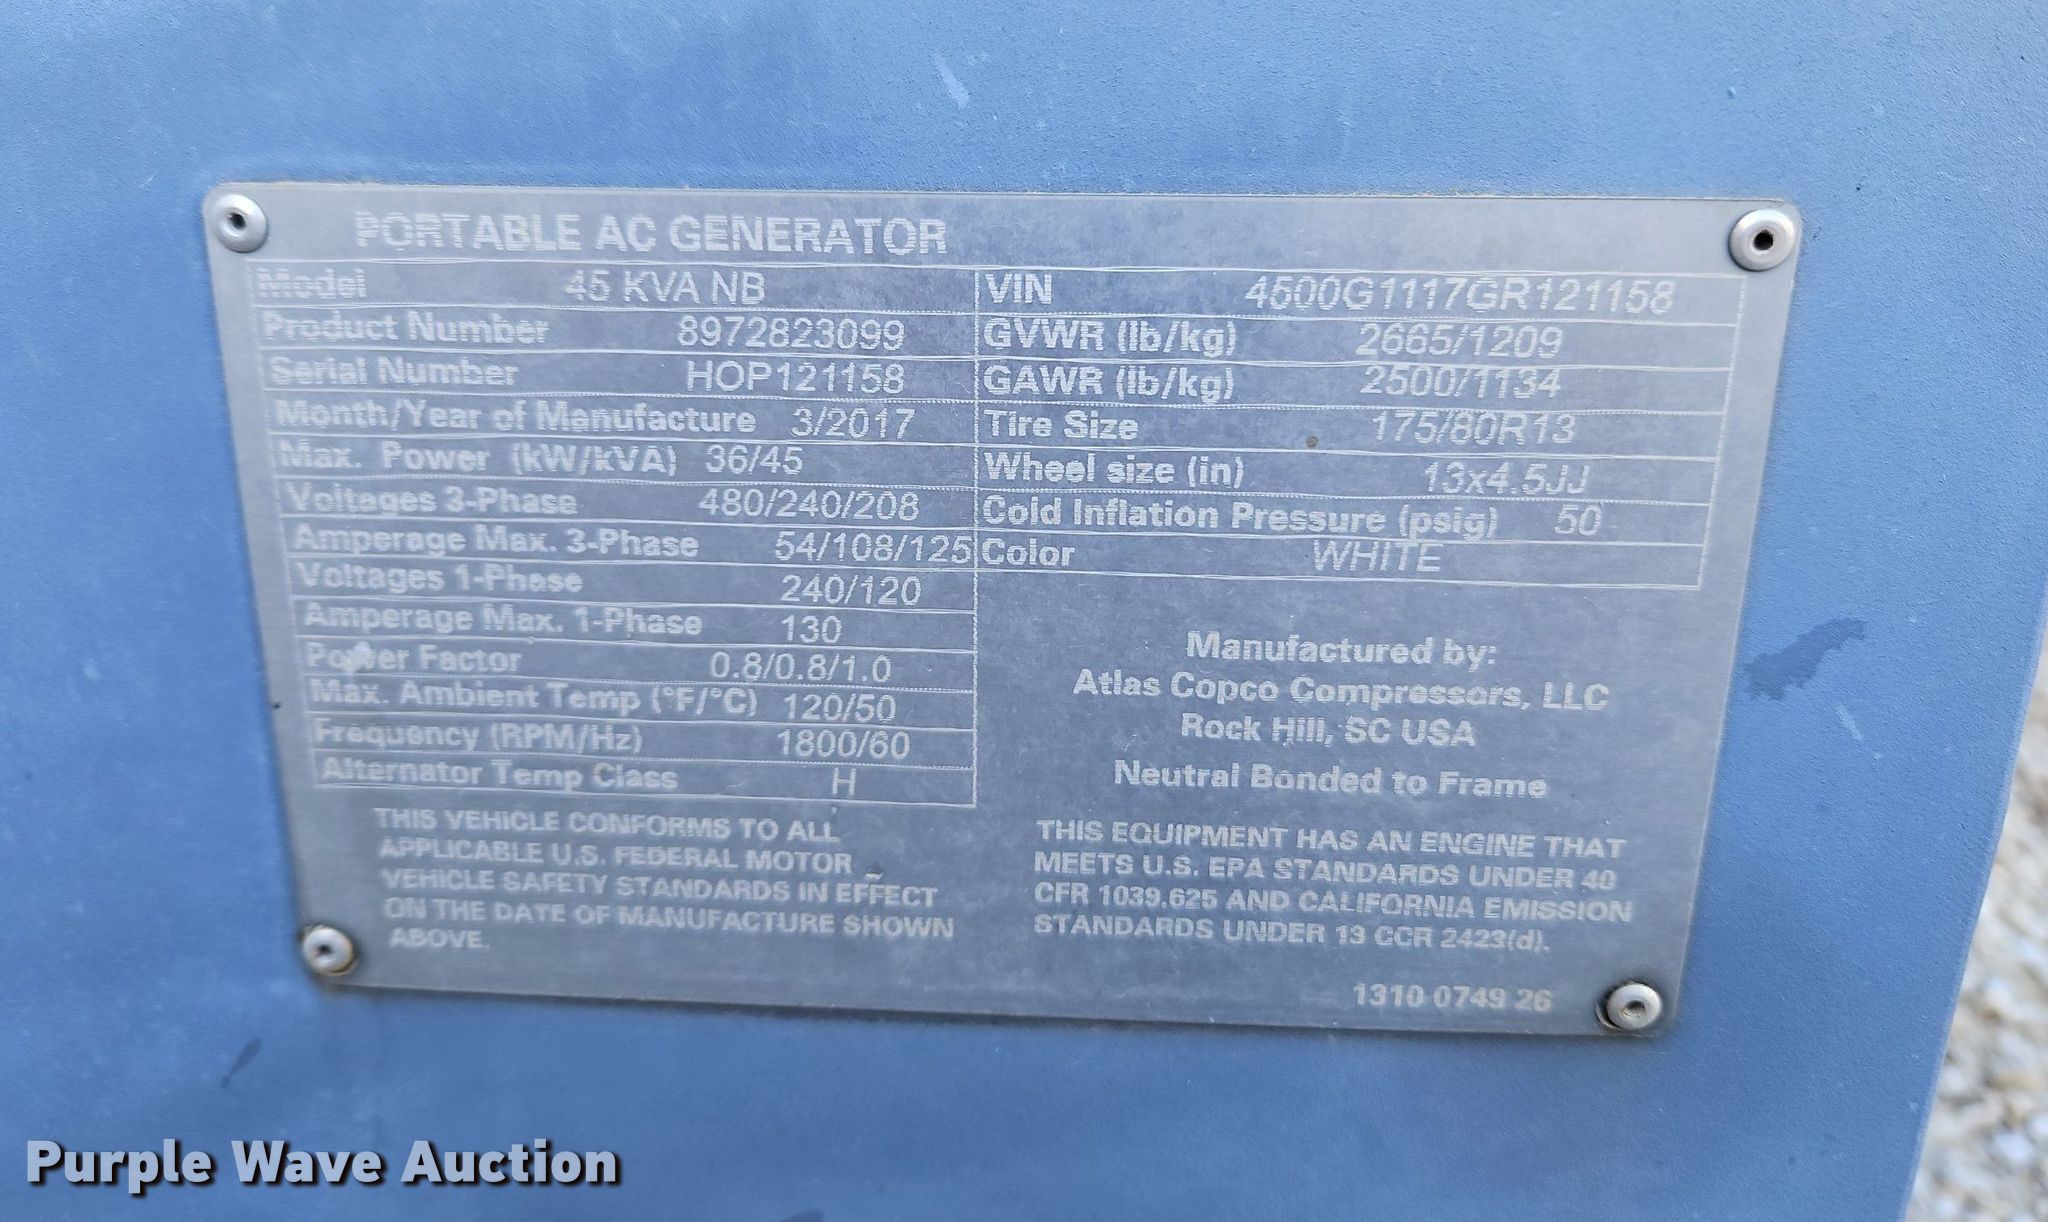 PORTABLE AC GENERATOR
Model 45 KVA NB
Product Number 8972823099
Serial Number HOP121158
Month/Year of Manufacture 3/2017
Max. Power (kW/kVA) 36/45
Voltages 3-Phase 480/240/208
Amperage Max. 3-Phase 54/108/125
Voltages 1-Phase 240/120
Amperage Max. 1-Phase 130
Power Factor 0.8/0.8/1.0
Max. Ambient Temp (°F/°C) 120/50
Frequency (RPM/Hz) 1800/60
Alternator Temp Class H
THIS VEHICLE CONFORMS TO ALL
APPLICABLE U.S. FEDERAL MOTOR
VEHICLE SAFETY STANDARDS IN EFFECT
ON THE DATE OF MANUFACTURE SHOWN
ABOVE.
VIN 4500G1117GR121158
GVWR (lb/kg) 2665/1209
GAWR (lb/kg) 2500/1134
Tire Size 175/80R13
Wheel size (in) 13x4.5JJ
Cold Inflation Pressure (psig) 50
Color WHITE
Manufactured by:
Atlas Copco Compressors, LLC
Rock Hill, SC USA
Neutral Bonded to Frame
THIS EQUIPMENT HAS AN ENGINE THAT
MEETS U.S. EPA STANDARDS UNDER 40
CFR 1039.625 AND CALIFORNIA EMISSION
STANDARDS UNDER 13 CCR 2423(d).
1310 0749 26
Purple Wave Auction